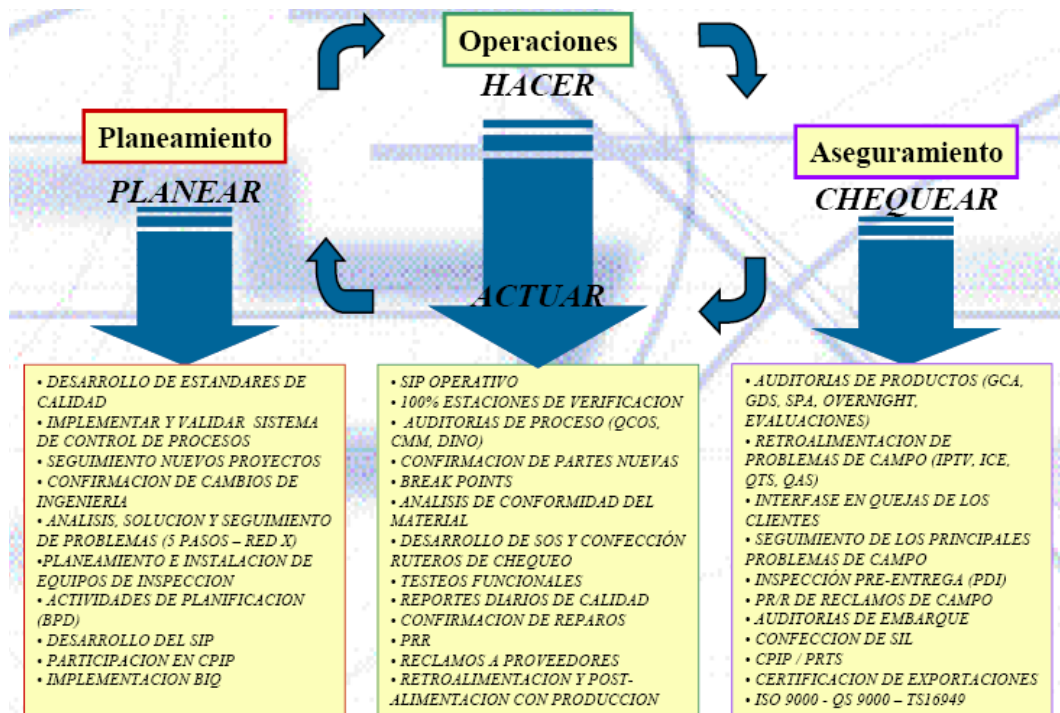 Operaciones
HACER
Planeamiento
PLANEAR
Aseguramiento
CHEQUEAR
ACTUAR
• DESARROLLO DE ESTANDARES DE
CALIDAD
• IMPLEMENTAR Y VALIDAR SISTEMA
DE CONTROL DE PROCESOS
• SEGUIMIENTO NUEVOS PROYECTOS
• CONFIRMACION DE CAMBIOS DE
INGENIERIA
• ANALISIS, SOLUCION Y SEGUIMIENTO
DE PROBLEMAS (5 PASOS – RED X)
•PLANEAMIENTO E INSTALACION DE
EQUIPOS DE INSPECCION
• ACTIVIDADES DE PLANIFICACION
(BPD)
• DESARROLLO DEL SIP
• PARTICIPACION EN CPIP
• IMPLEMENTACION BIQ
• SIP OPERATIVO
• 100% ESTACIONES DE VERIFICACION
• AUDITORIAS DE PROCESO (QCOS,
CMM, DINO)
• CONFIRMACION DE PARTES NUEVAS
• BREAK POINTS
• ANALISIS DE CONFORMIDAD DEL
MATERIAL
• DESARROLLO DE SOS Y CONFECCIÓN
RUTEROS DE CHEQUEO
• TESTEOS FUNCIONALES
• REPORTES DIARIOS DE CALIDAD
• CONFIRMACION DE REPAROS
• PRR
• RECLAMOS A PROVEEDORES
• RETROALIMENTACION Y POST-
ALIMENTACION CON PRODUCCION
• AUDITORIAS DE PRODUCTOS (GCA,
GDS, SPA, OVERNIGHT,
EVALUACIONES)
• RETROALIMENTACION DE
PROBLEMAS DE CAMPO (IPTV, ICE,
QTS, QAS)
• INTERFASE EN QUEJAS DE LOS
CLIENTES
• SEGUIMIENTO DE LOS PRINCIPALES
PROBLEMAS DE CAMPO
• INSPECCIÓN PRE-ENTREGA (PDI)
• PR/R DE RECLAMOS DE CAMPO
• AUDITORIAS DE EMBARQUE
• CONFECCION DE SIL
• CPIP / PRTS
• CERTIFICACION DE EXPORTACIONES
• ISO 9000 - QS 9000 – TS16949